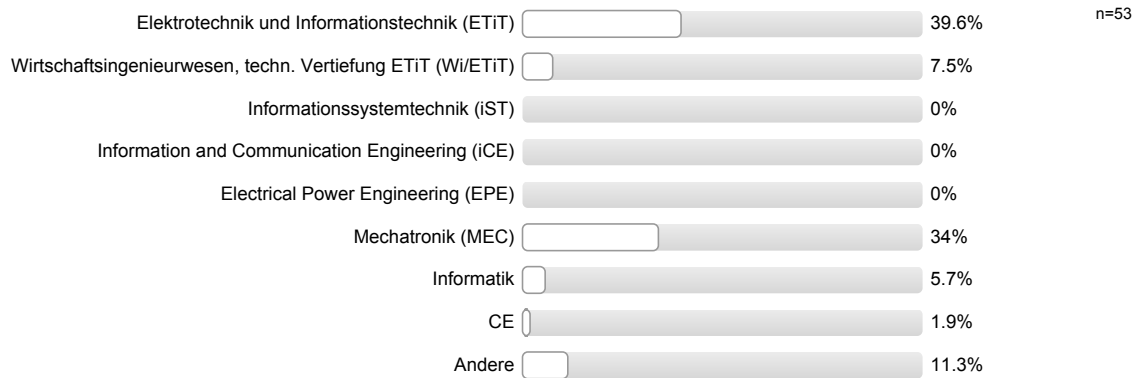 Elektrotechnik und Informationstechnik (ETiT) 39.6% n=53
Wirtschaftsingenieurwesen, techn. Vertiefung ETiT (Wi/ETiT) 7.5%
Informationssystemtechnik (iST) 0%
Information and Communication Engineering (iCE) 0%
Electrical Power Engineering (EPE) 0%
Mechatronik (MEC) 34%
Informatik 5.7%
CE 1.9%
Andere 11.3%